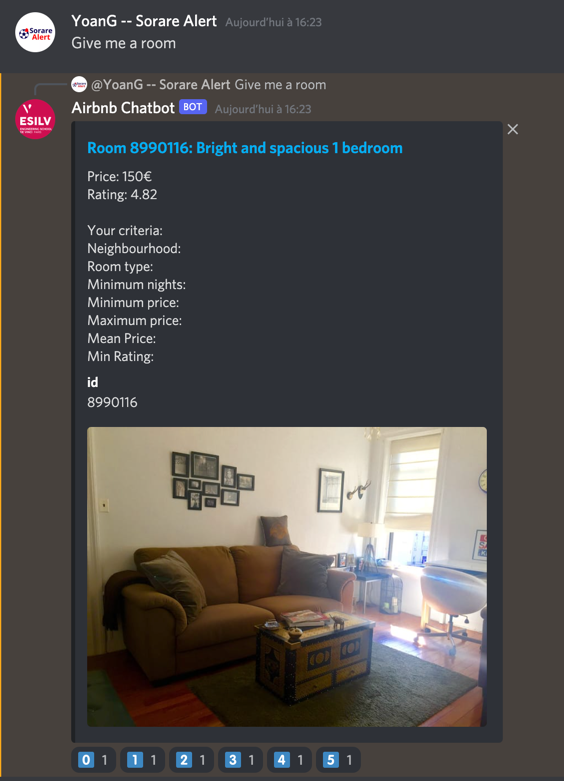 YoanG -- Sorare Alert Aujourd'hui à 16:23
Sorare
Alert
Give me a room
@YoanG -- Sorare Alert Give me a room
ESILV
Airbnb Chatbot BOT Aujourd'hui à 16:23
Room 8990116: Bright and spacious 1 bedroom
Price: 150€
Rating: 4.82
Your criteria:
Neighbourhood:
Room type:
Minimum nights:
Minimum price:
Maximum price:
Mean Price:
Min Rating:
id
8990116
0 1 1 1 2 1 3 1 4 1 5 1